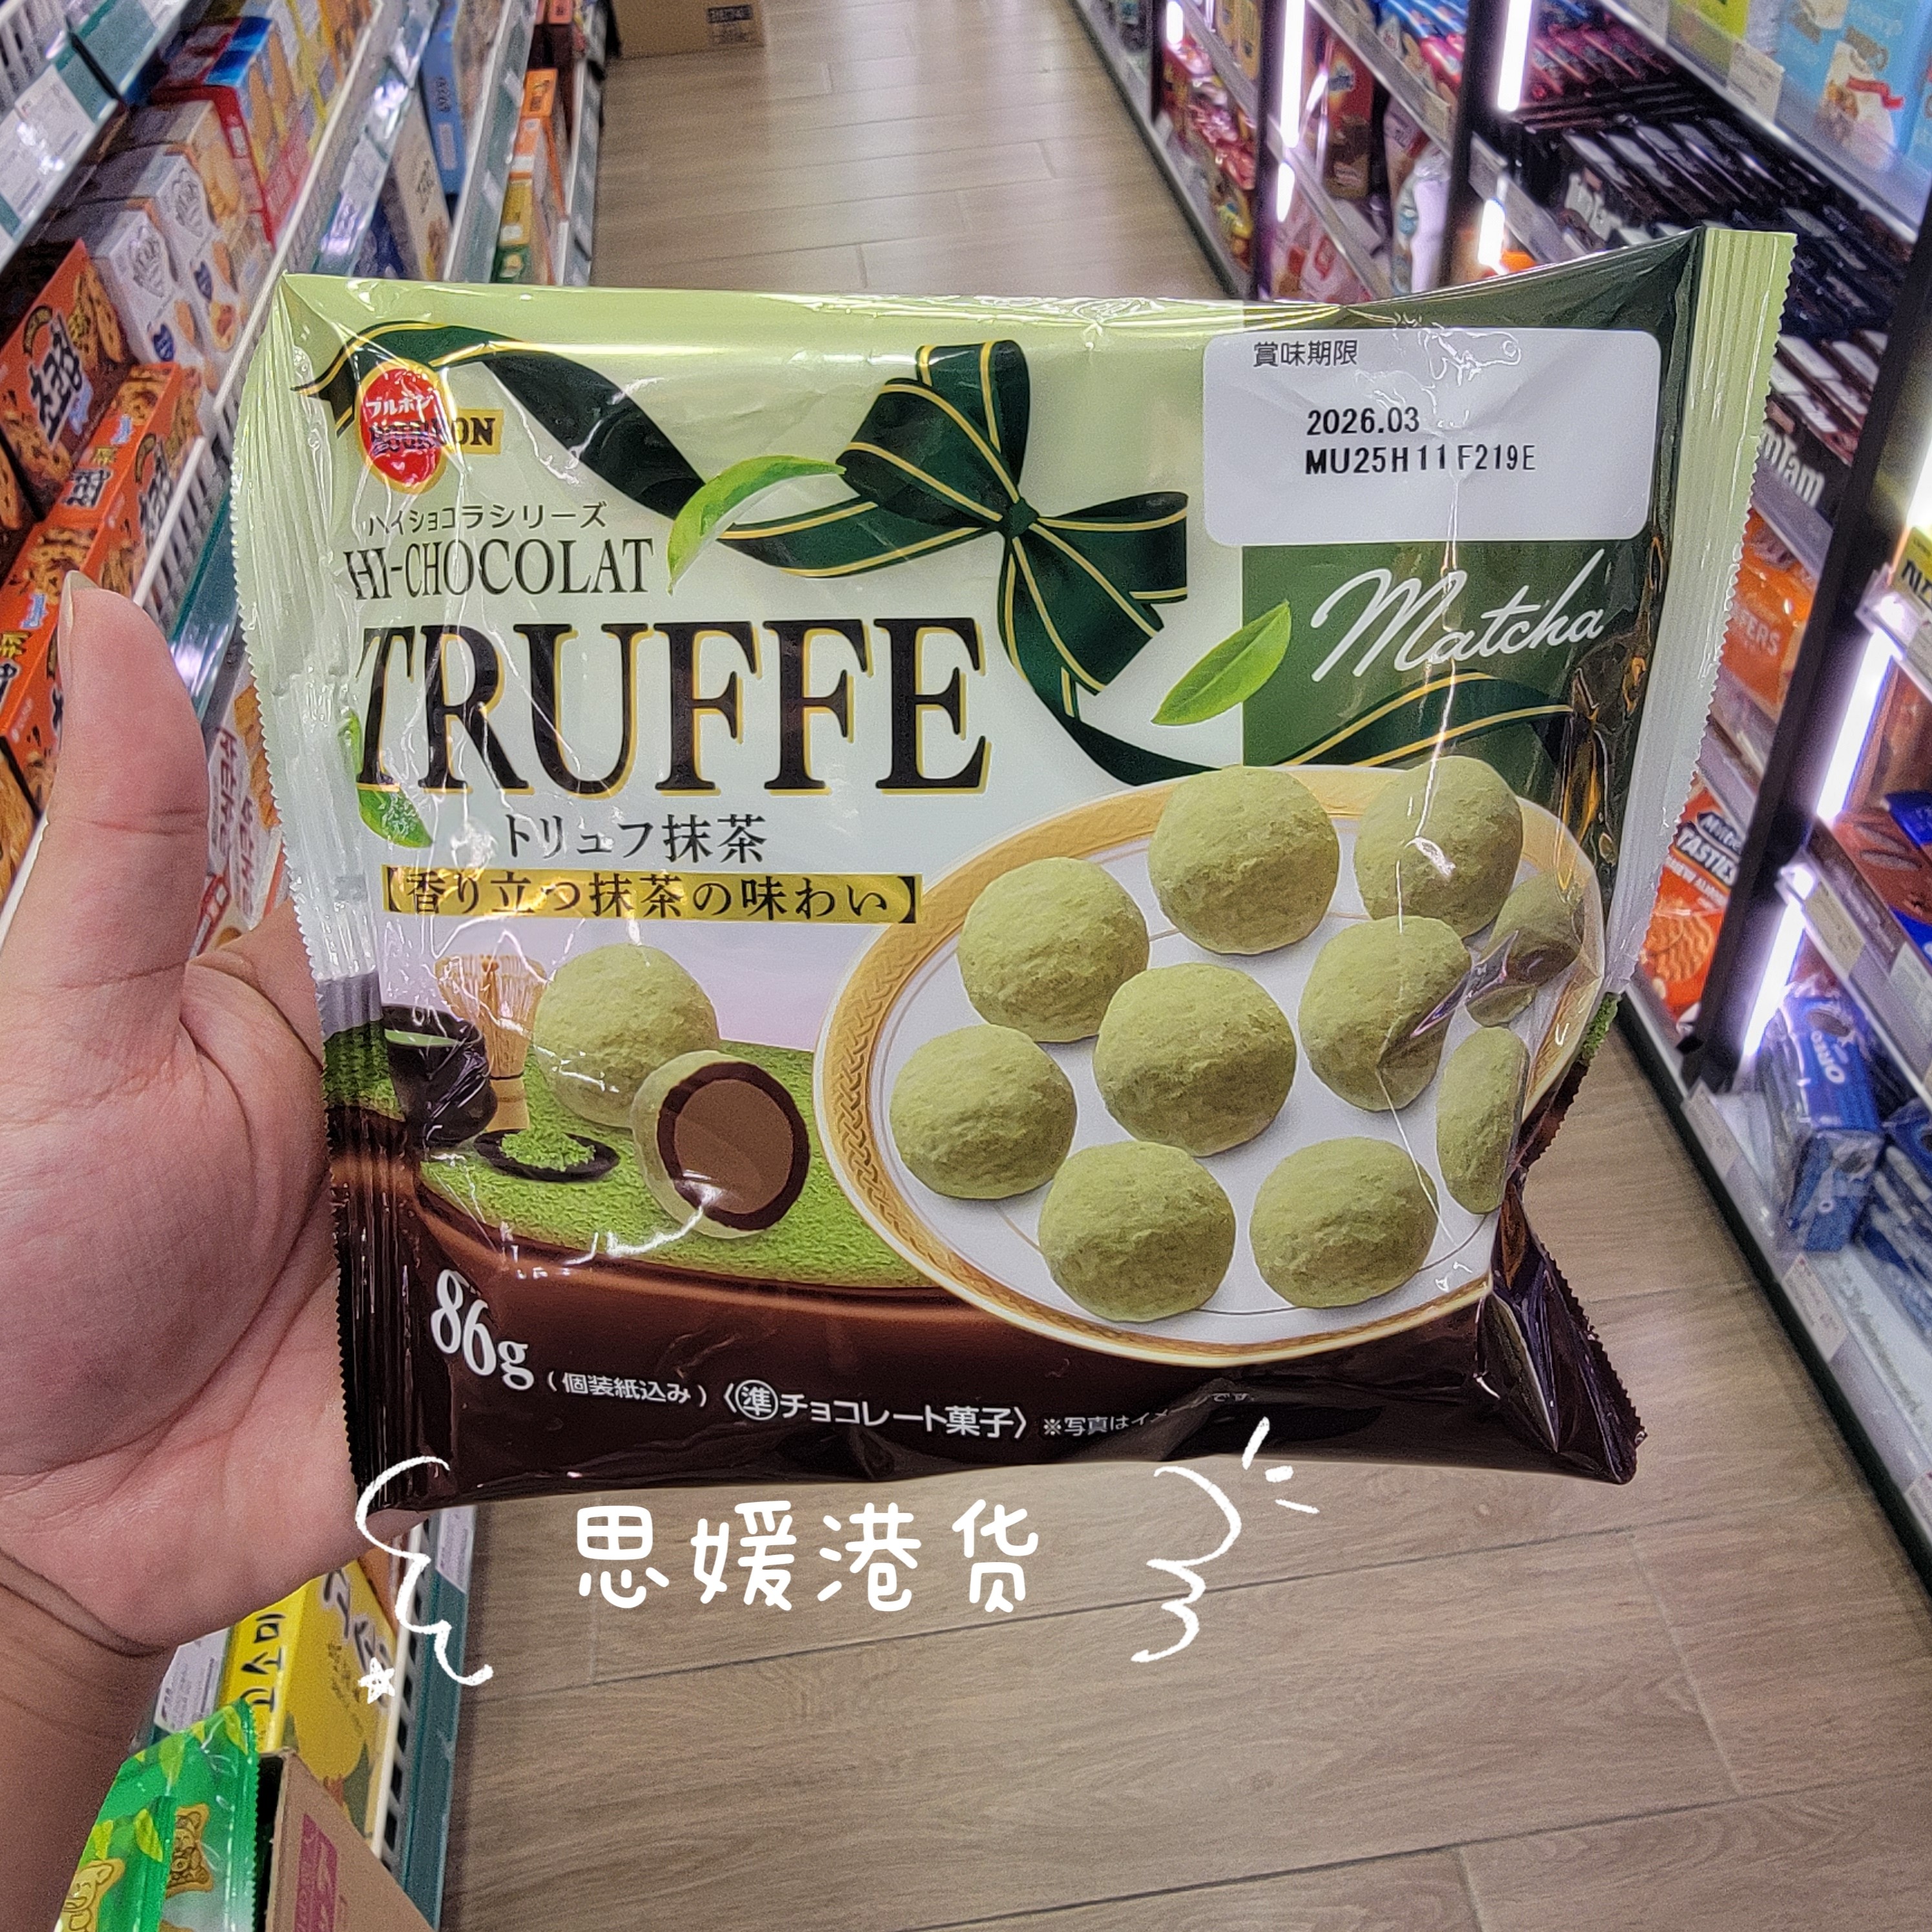 ブルボン
BOURBON
賞味期限
2026.03
MU25H11 F219E
ハイショコラシリーズ
HI-CHOCOLAT
TRUFFE
Matcha
トリュフ抹茶
【香り立つ抹茶の味わい】
86g (個装紙込み)〈準チョコレート菓子〉※写真はイメージです。
思媛港货